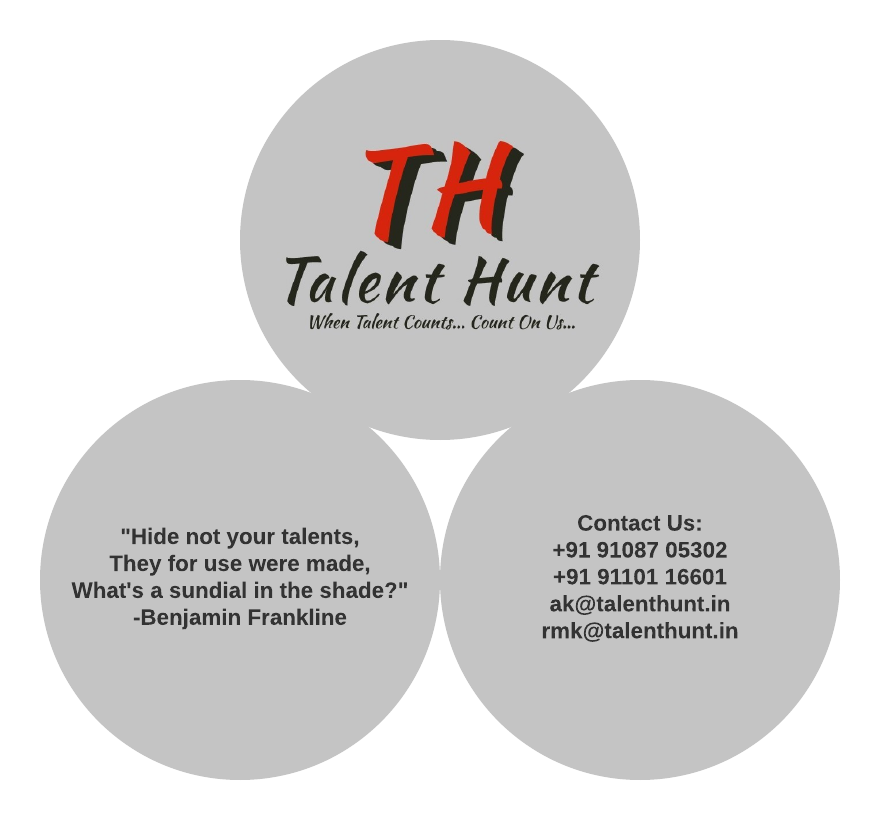 TH
Talent Hunt
When Talent Counts... Count On Us...
"Hide not your talents,
They for use were made,
What's a sundial in the shade?"
-Benjamin Frankline
Contact Us:
+91 91087 05302
+91 91101 16601
ak@talenthunt.in
rmk@talenthunt.in